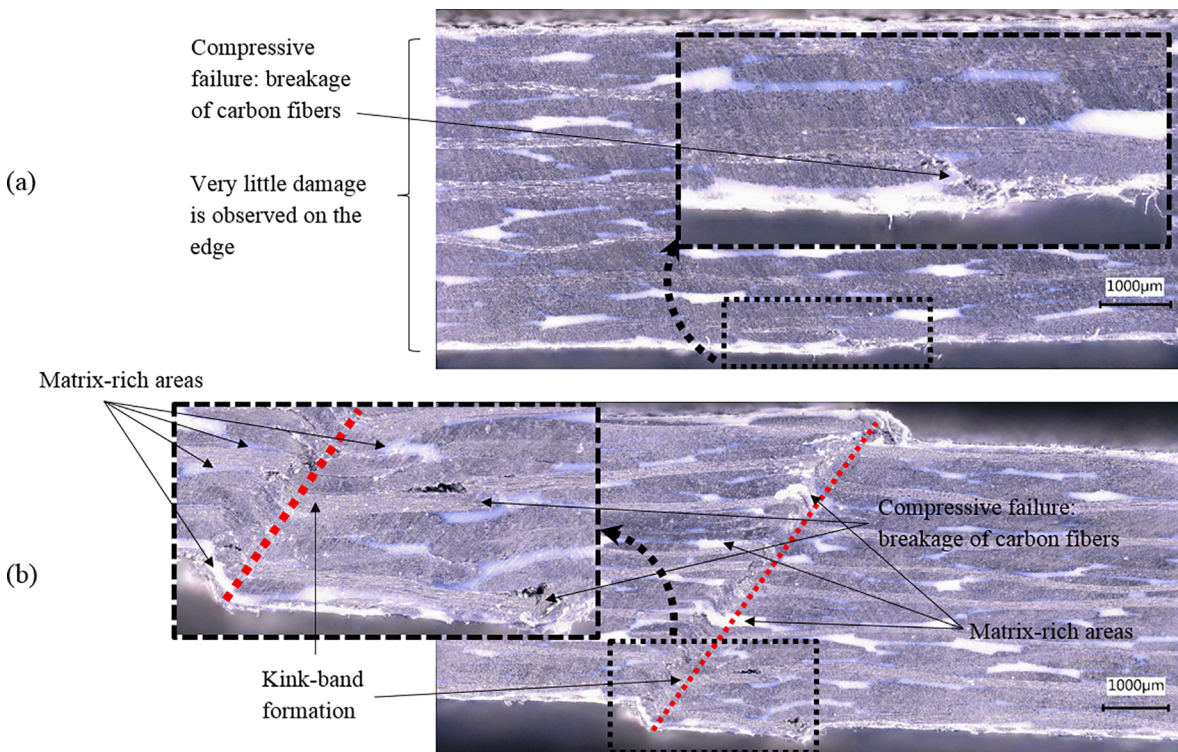 Compressive
failure: breakage
of carbon fibers
(a)
Very little damage
is observed on the
edge
1000μm
Matrix-rich areas
Compressive failure:
breakage of carbon fibers
(b)
Matrix-rich areas
Kink-band
formation
1000μm